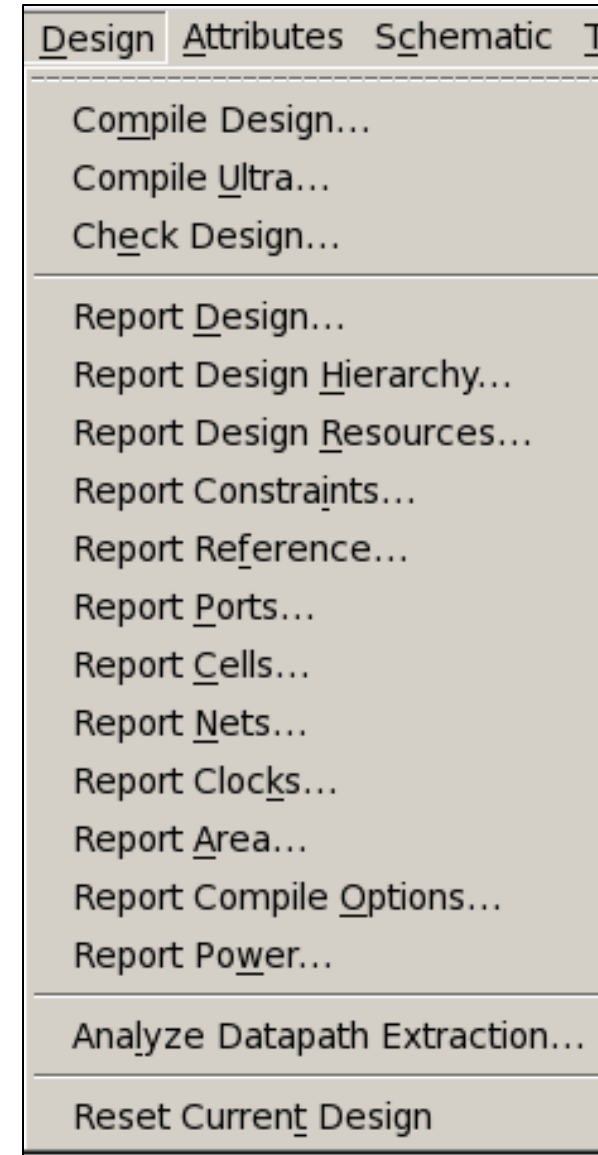 Design Attributes Schematic T
Compile Design...
Compile Ultra...
Check Design...
Report Design...
Report Design Hierarchy...
Report Design Resources...
Report Constraints...
Report Reference...
Report Ports...
Report Cells...
Report Nets...
Report Clocks...
Report Area...
Report Compile Options...
Report Power...
Analyze Datapath Extraction...
Reset Current Design